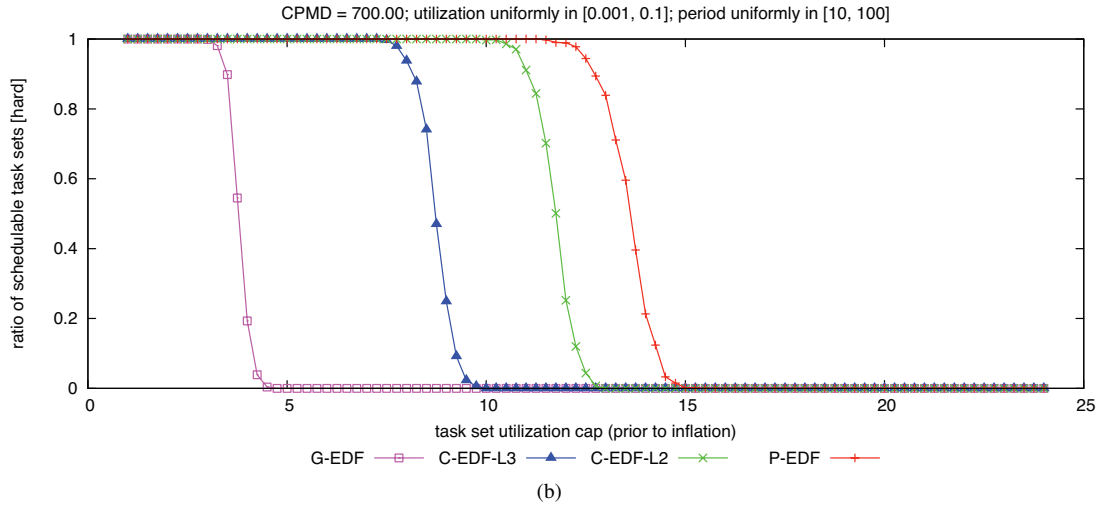 CPMD = 700.00; utilization uniformly in [0.001, 0.1]; period uniformly in [10, 100]
ratio of schedulable task sets [hard]
1
0.8
0.6
0.4
0.2
0
0 5 10 15 20 25
task set utilization cap (prior to inflation)
G-EDF C-EDF-L3 C-EDF-L2 P-EDF
(b)